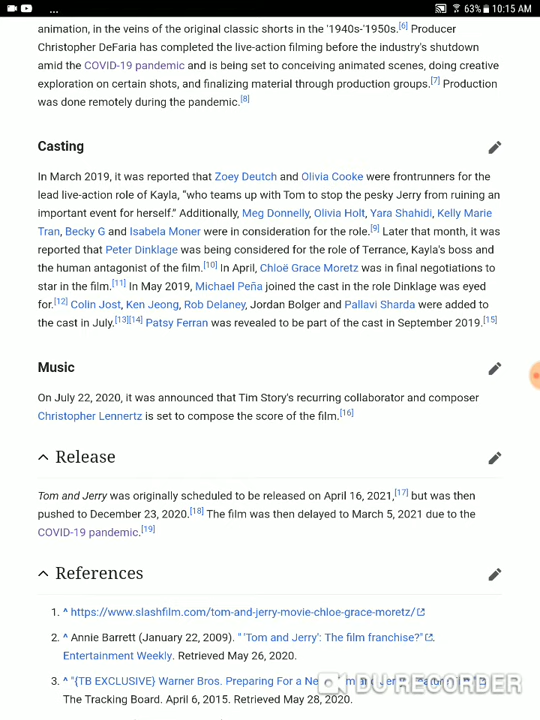 63% 10:15 AM
animation, in the veins of the original classic shorts in the '1940s-'1950s.[6] Producer
Christopher DeFaria has completed the live-action filming before the industry's shutdown
amid the COVID-19 pandemic and is being set to conceiving animated scenes, doing creative
exploration on certain shots, and finalizing material through production groups.[7] Production
was done remotely during the pandemic.[8]
Casting
In March 2019, it was reported that Zoey Deutch and Olivia Cooke were frontrunners for the
lead live-action role of Kayla, “who teams up with Tom to stop the pesky Jerry from ruining an
important event for herself.” Additionally, Meg Donnelly, Olivia Holt, Yara Shahidi, Kelly Marie
Tran, Becky G and Isabela Moner were in consideration for the role.[9] Later that month, it was
reported that Peter Dinklage was being considered for the role of Terrance, Kayla's boss and
the human antagonist of the film.[10] In April, Chloë Grace Moretz was in final negotiations to
star in the film.[11] In May 2019, Michael Peña joined the cast in the role Dinklage was eyed
for.[12] Colin Jost, Ken Jeong, Rob Delaney, Jordan Bolger and Pallavi Sharda were added to
the cast in July.[13][14] Patsy Ferran was revealed to be part of the cast in September 2019.[15]
Music
On July 22, 2020, it was announced that Tim Story's recurring collaborator and composer
Christopher Lennertz is set to compose the score of the film.[16]
Release
Tom and Jerry was originally scheduled to be released on April 16, 2021,[17] but was then
pushed to December 23, 2020.[18] The film was then delayed to March 5, 2021 due to the
COVID-19 pandemic.[19]
References
1. ^ https://www.slashfilm.com/tom-and-jerry-movie-chloe-grace-moretz/
2. ^ Annie Barrett (January 22, 2009). "'Tom and Jerry': The film franchise?".
Entertainment Weekly. Retrieved May 26, 2020.
3. ^ "{TB EXCLUSIVE} Warner Bros. Preparing For A
DU RECORDER
The Tracking Board. April 6, 2015. Retrieved May 28, 2020.